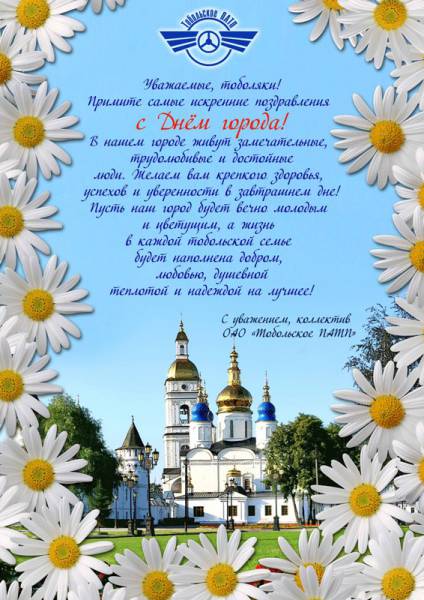 Тобольское ПАТП
Уважаемые, тоболяки!
Примите самые искренние поздравления
с Днём города!
В нашем городе живут замечательные,
трудолюбивые и достойные
люди. Желаем вам крепкого здоровья,
успехов и уверенности в завтрашнем дне!
Пусть наш город будет вечно молодым
и цветущим, а жизнь
в каждой тобольской семье
будет наполнена добром,
любовью, душевной
теплотой и надеждой на лучшее!
С уважением, коллектив
ОАО «Тобольское ПАТП»